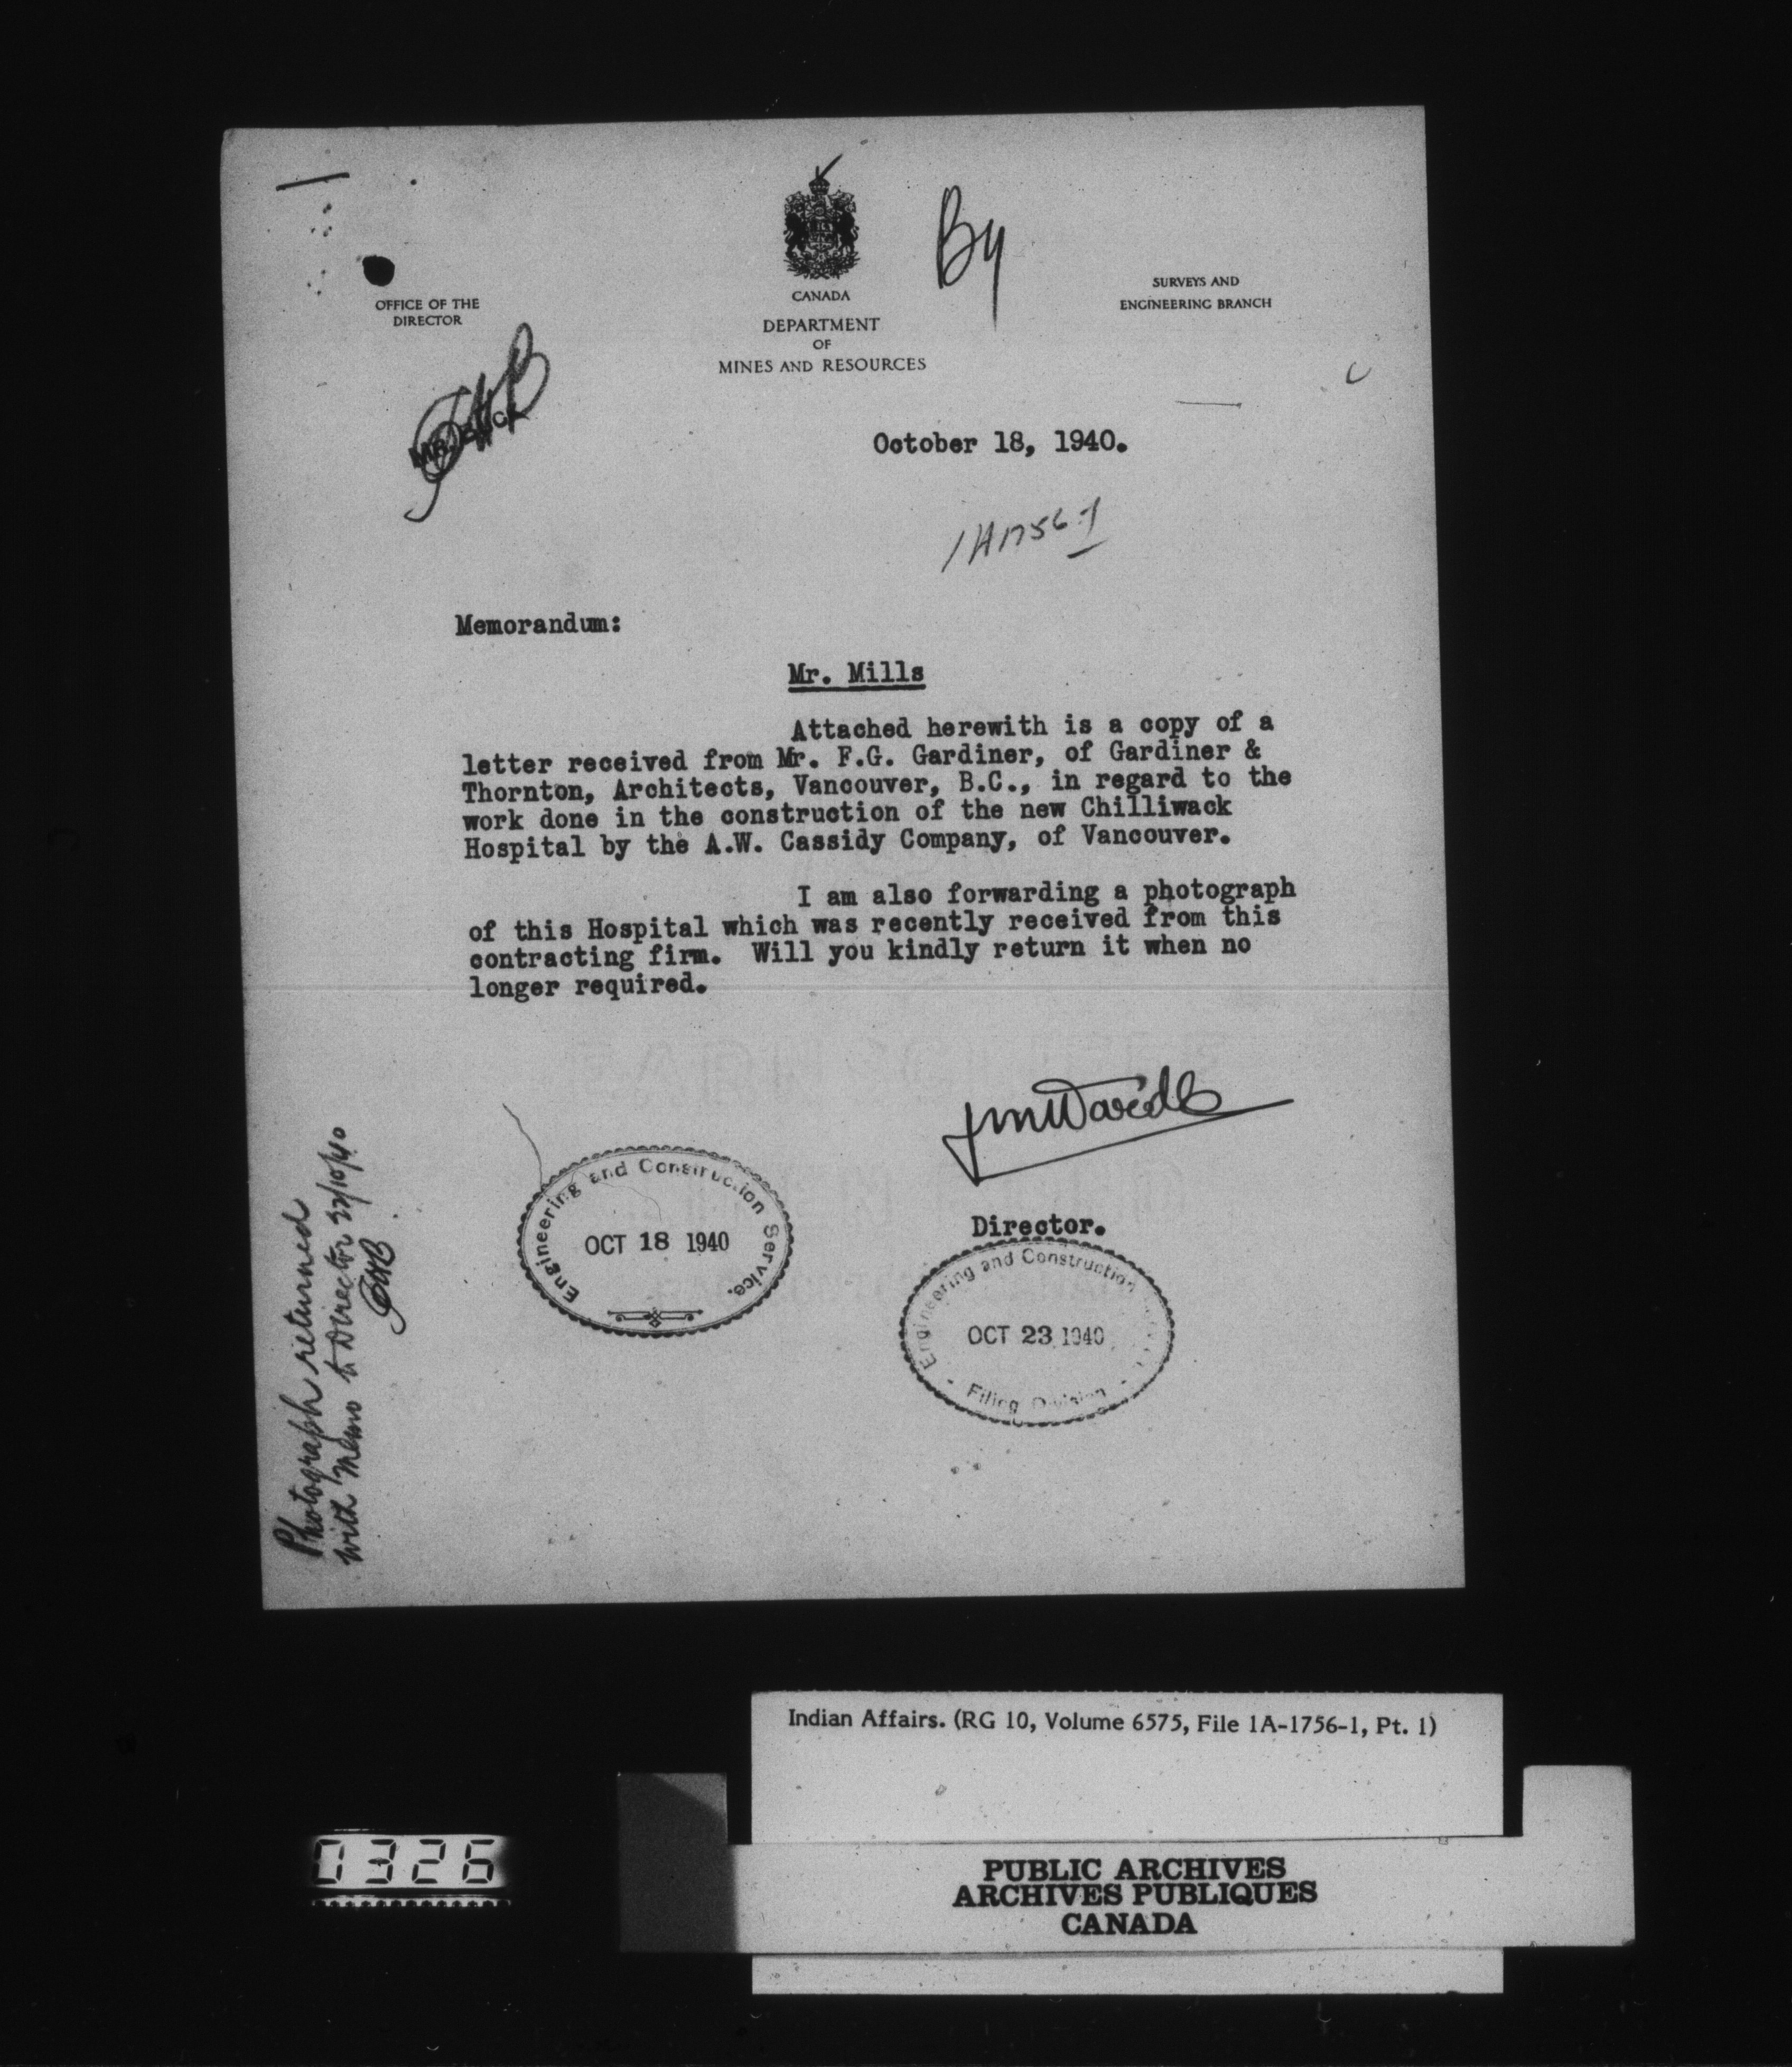 By
OFFICE OF THE
DIRECTOR
CANADA
DEPARTMENT
OF
MINES AND RESOURCES
SURVEYS AND
ENGINEERING BRANCH
October 18, 1940.
1A1756-1
Memorandum:
Mr. Mills
Attached herewith is a copy of a
letter received from Mr. F.G. Gardiner, of Gardiner &
Thornton, Architects, Vancouver, B.C., in regard to the
work done in the construction of the new Chilliwack
Hospital by the A.W. Cassidy Company, of Vancouver.
I am also forwarding a photograph
of this Hospital which was recently received from this
contracting firm. Will you kindly return it when no
longer required.
Director.
Engineering and Construction Service.
OCT 18 1940
Engineering and Construction
OCT 23 1940
Filing Division
Photograph returned
with memo to Director 22/10/40
Indian Affairs. (RG 10, Volume 6575, File 1A-1756-1, Pt. 1)
0326
PUBLIC ARCHIVES
ARCHIVES PUBLIQUES
CANADA